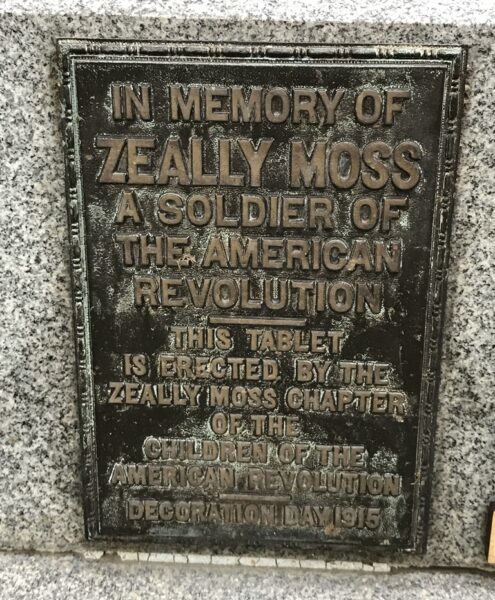 IN MEMORY OF
ZEALLY MOSS
A SOLDIER OF
THE AMERICAN
REVOLUTION
THIS TABLET
IS ERECTED BY THE
ZEALLY MOSS CHAPTER
OF THE
CHILDREN OF THE
AMERICAN REVOLUTION
DECORATION DAY 1915